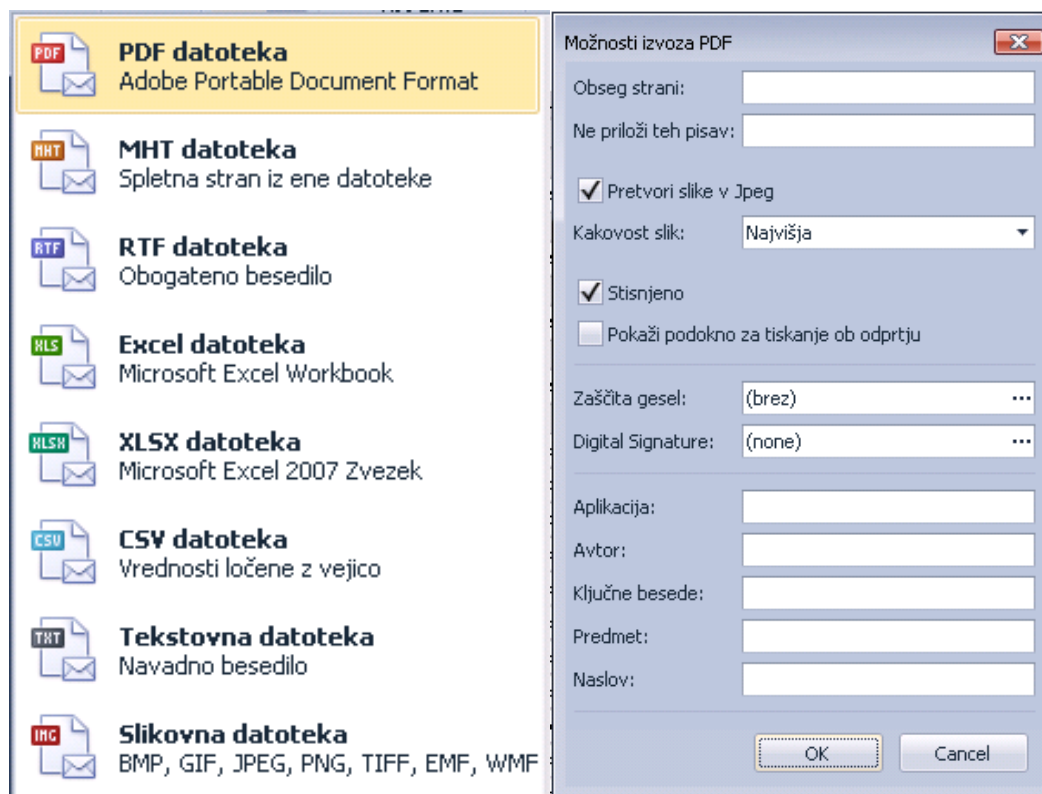 PDF
PDF datoteka
Adobe Portable Document Format
MHT
MHT datoteka
Spletna stran iz ene datoteke
RTF
RTF datoteka
Obogateno besedilo
XLS
Excel datoteka
Microsoft Excel Workbook
XLSX
XLSX datoteka
Microsoft Excel 2007 Zvezek
CSV
CSV datoteka
Vrednosti ločene z vejico
TXT
Tekstovna datoteka
Navadno besedilo
IMG
Slikovna datoteka
BMP, GIF, JPEG, PNG, TIFF, EMF, WMF
Možnosti izvoza PDF
Obseg strani:
Ne priloži teh pisav:
Pretvori slike v Jpeg
Kakovost slik: Najvišja
Stisnjeno
Pokaži podokno za tiskanje ob odprtju
Zaščita gesel: (brez)
Digital Signature: (none)
Aplikacija:
Avtor:
Ključne besede:
Predmet:
Naslov:
OK Cancel